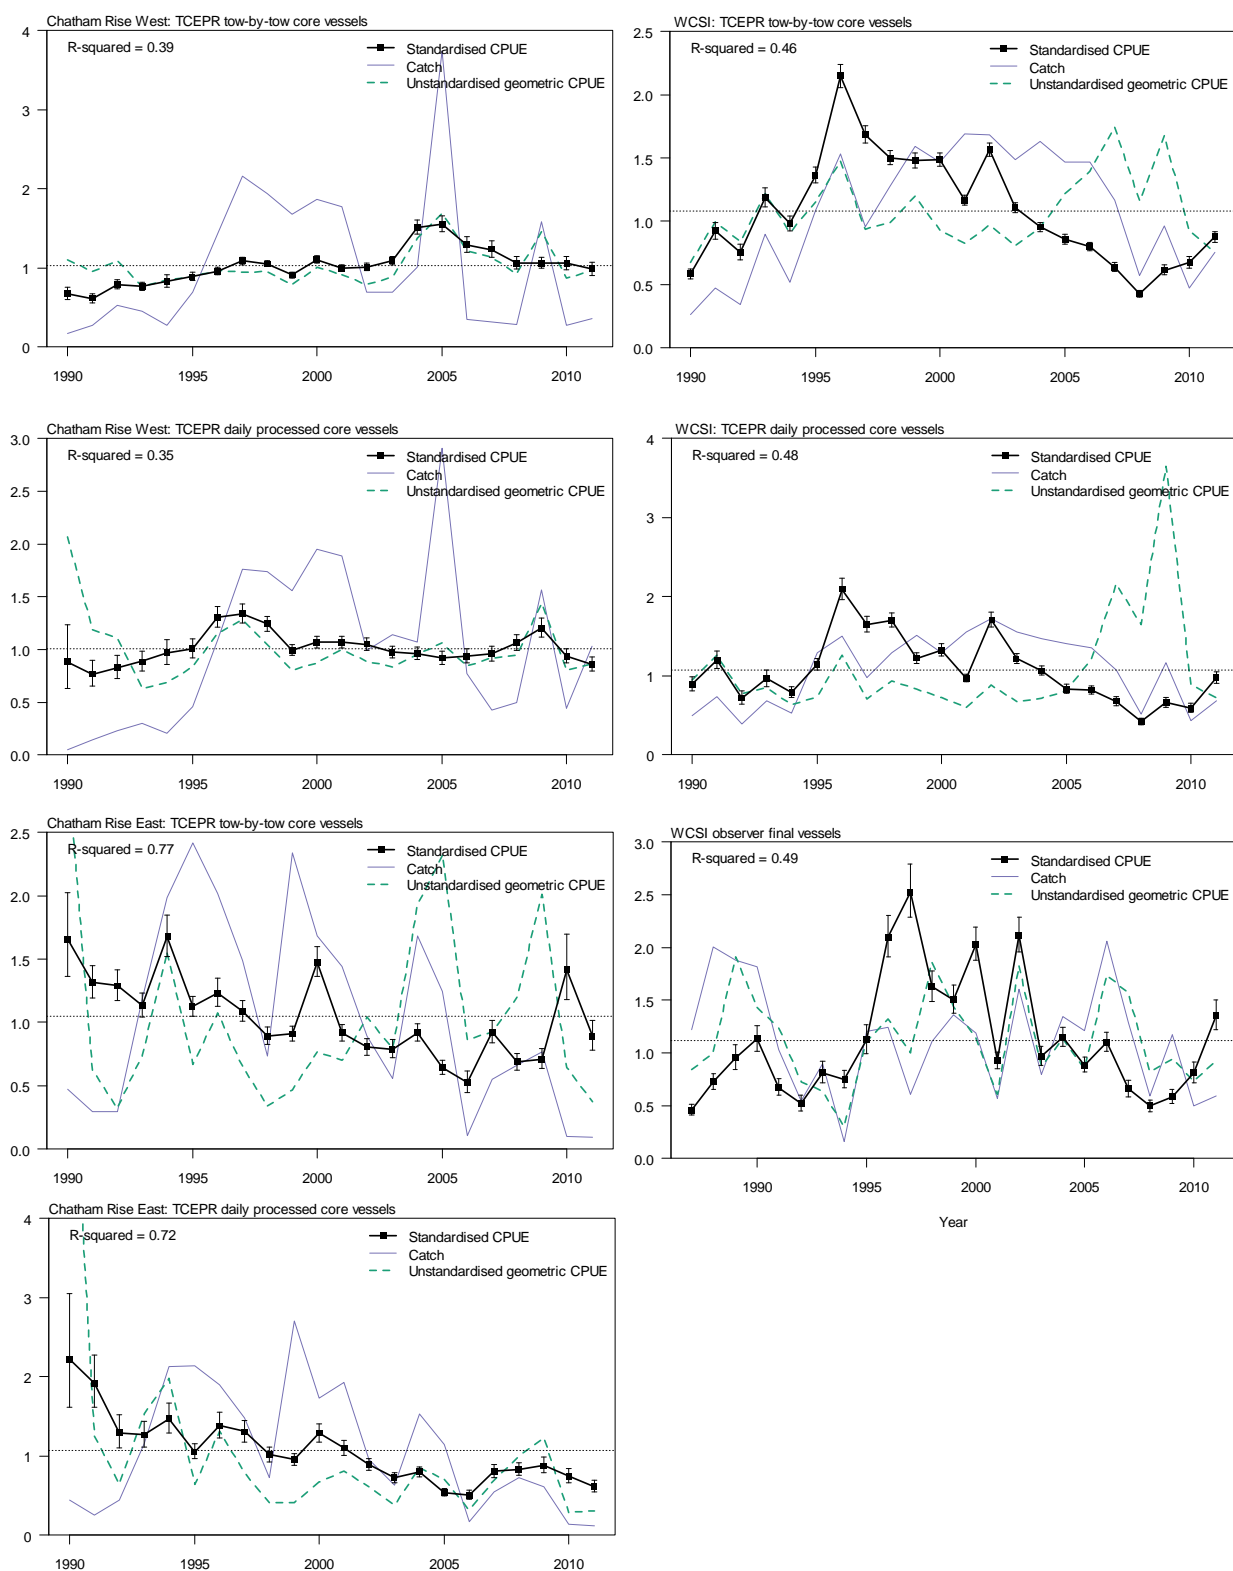 Chatham Rise West: TCEPR tow-by-tow core vessels
R-squared = 0.39
Standardised CPUE
Catch
Unstandardised geometric CPUE
4
3
2
1
0
1990 1995 2000 2005 2010
WCSI: TCEPR tow-by-tow core vessels
R-squared = 0.46
Standardised CPUE
Catch
Unstandardised geometric CPUE
2.5
2.0
1.5
1.0
0.5
0.0
1990 1995 2000 2005 2010
Chatham Rise West: TCEPR daily processed core vessels
R-squared = 0.35
Standardised CPUE
Catch
Unstandardised geometric CPUE
3.0
2.5
2.0
1.5
1.0
0.5
0.0
1990 1995 2000 2005 2010
WCSI: TCEPR daily processed core vessels
R-squared = 0.48
Standardised CPUE
Catch
Unstandardised geometric CPUE
4
3
2
1
0
1990 1995 2000 2005 2010
Chatham Rise East: TCEPR tow-by-tow core vessels
R-squared = 0.77
Standardised CPUE
Catch
Unstandardised geometric CPUE
2.5
2.0
1.5
1.0
0.5
0.0
1990 1995 2000 2005 2010
WCSI observer final vessels
R-squared = 0.49
Standardised CPUE
Catch
Unstandardised geometric CPUE
3.0
2.5
2.0
1.5
1.0
0.5
0.0
1990 1995 2000 2005 2010
Year
Chatham Rise East: TCEPR daily processed core vessels
R-squared = 0.72
Standardised CPUE
Catch
Unstandardised geometric CPUE
4
3
2
1
0
1990 1995 2000 2005 2010